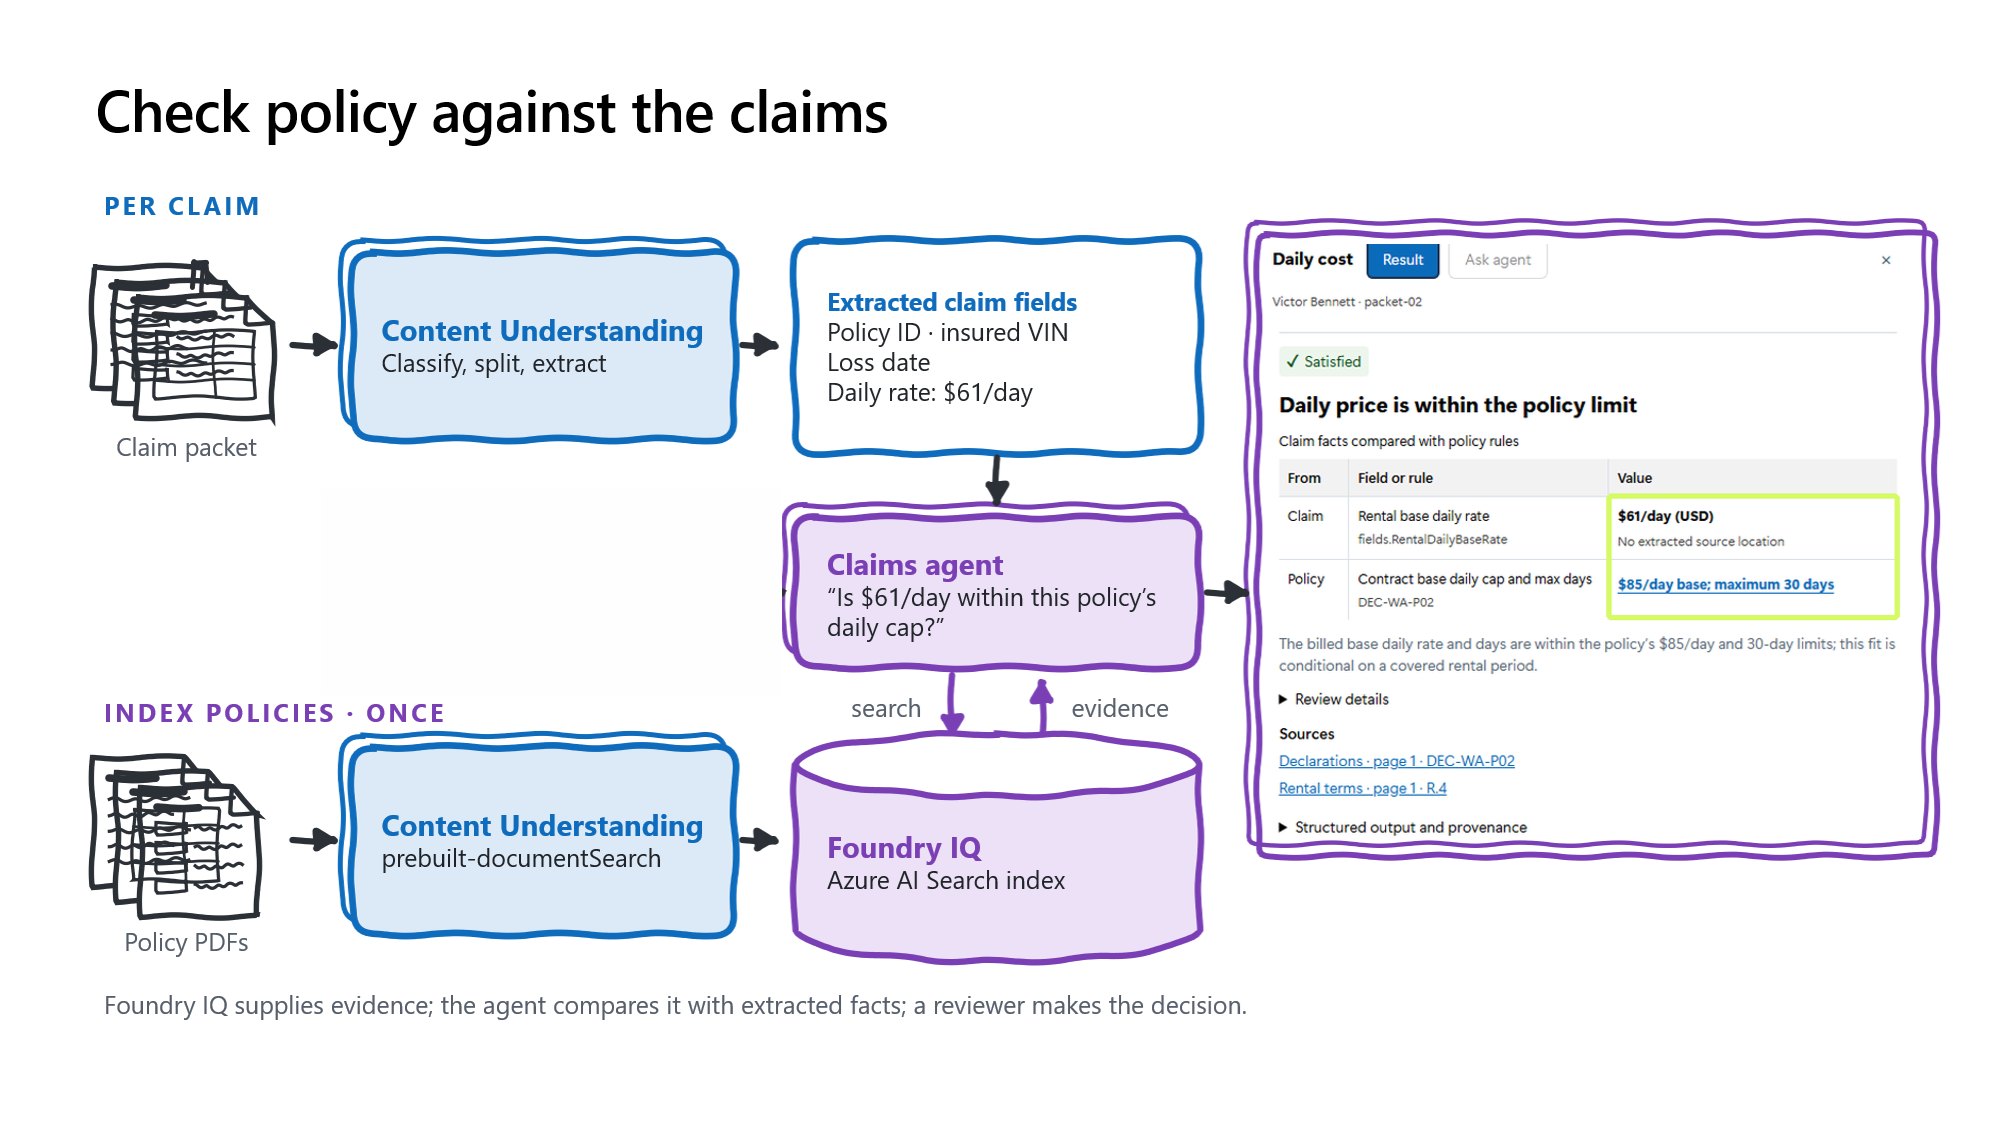 Check policy against the claims
PER CLAIM
Claim packet
Content Understanding
Classify, split, extract
Extracted claim fields
Policy ID · insured VIN
Loss date
Daily rate: $61/day
Claims agent
“Is $61/day within this policy’s
daily cap?”
search
evidence
INDEX POLICIES · ONCE
Policy PDFs
Content Understanding
prebuilt-documentSearch
Foundry IQ
Azure AI Search index
Daily cost
Result
Ask agent
×
Victor Bennett · packet-02
✓ Satisfied
Daily price is within the policy limit
Claim facts compared with policy rules
From Field or rule Value
Claim Rental base daily rate $61/day (USD)
fields.RentalDailyBaseRate No extracted source location
Policy Contract base daily cap and max days $85/day base; maximum 30 days
DEC-WA-P02
The billed base daily rate and days are within the policy’s $85/day and 30-day limits; this fit is
conditional on a covered rental period.
Review details
Sources
Declarations · page 1 · DEC-WA-P02
Rental terms · page 1 · R.4
Structured output and provenance
Foundry IQ supplies evidence; the agent compares it with extracted facts; a reviewer makes the decision.